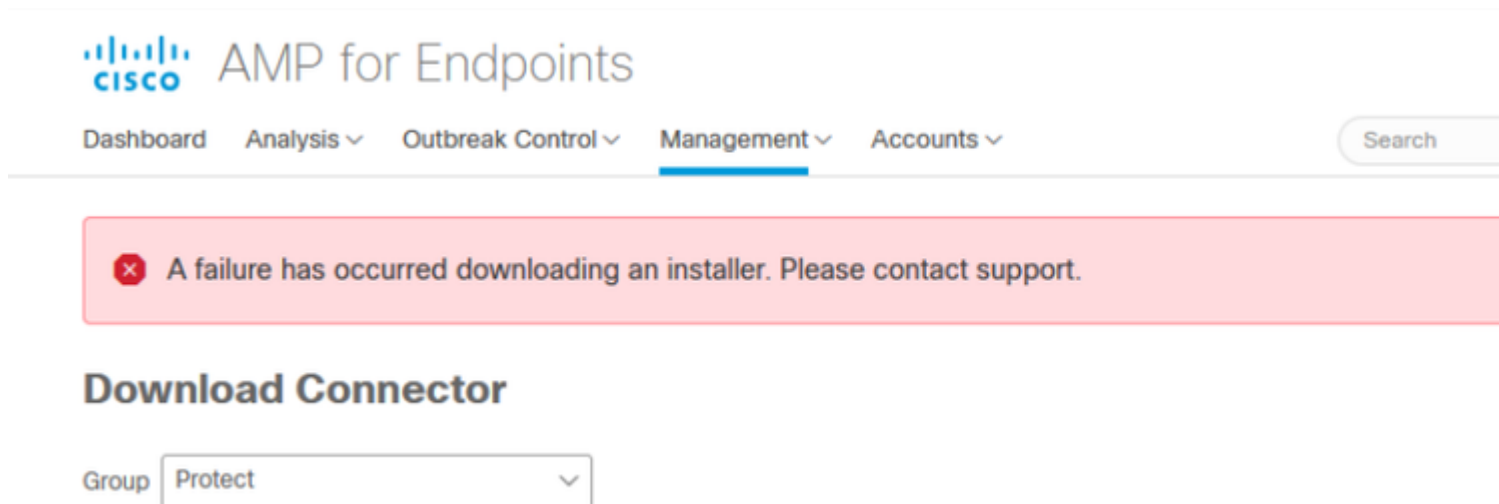 CISCO AMP for Endpoints
Dashboard Analysis Outbreak Control Management Accounts Search
A failure has occurred downloading an installer. Please contact support.
Download Connector
Group Protect